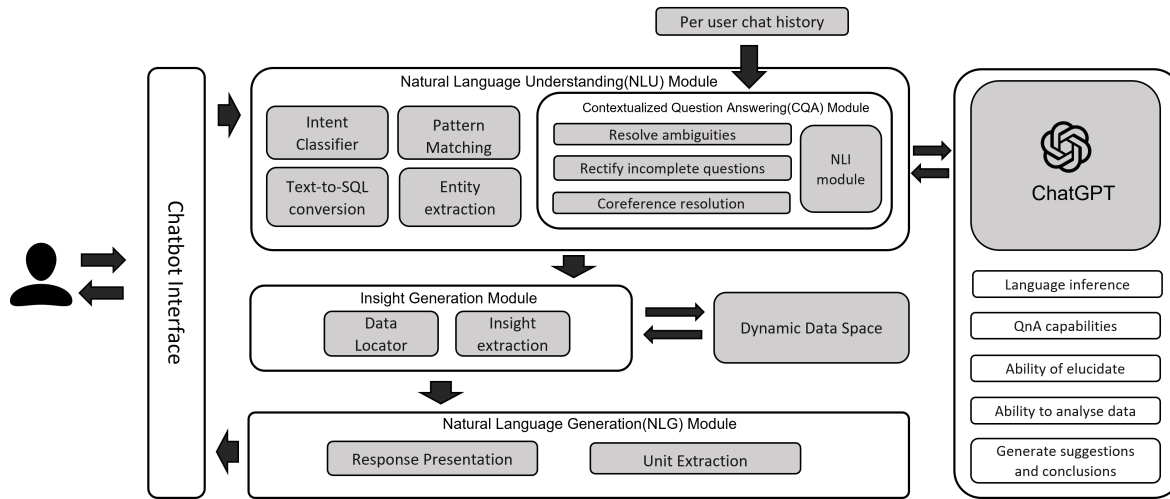 Per user chat history
Natural Language Understanding(NLU) Module
Intent
Classifier
Pattern
Matching
Text-to-SQL
conversion
Entity
extraction
Contextualized Question Answering(CQA) Module
Resolve ambiguities
Rectify incomplete questions
Coreference resolution
NLI
module
ChatGPT
Language inference
QnA capabilities
Ability of elucidate
Ability to analyse data
Generate suggestions
and conclusions
Chatbot Interface
Insight Generation Module
Data
Locator
Insight
extraction
Dynamic Data Space
Natural Language Generation(NLG) Module
Response Presentation
Unit Extraction